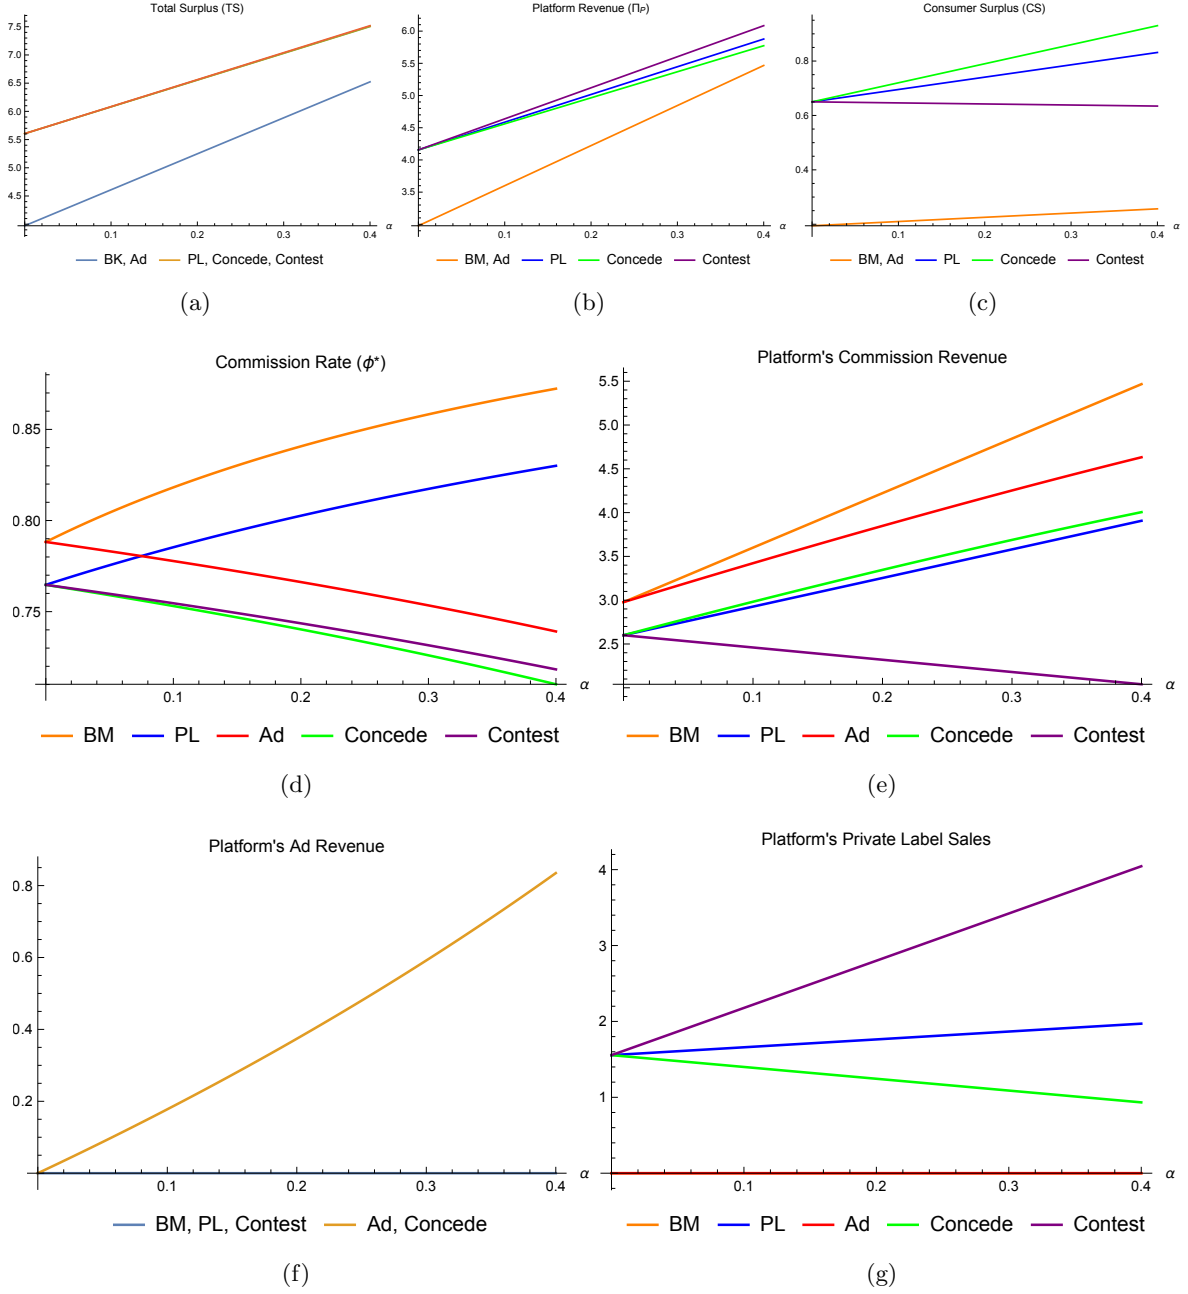 Total Surplus (TS)
7.5
7.0
6.5
6.0
5.5
5.0
4.5
0.1 0.2 0.3 0.4 α
BK, Ad PL, Concede, Contest
(a)
Platform Revenue (Πₚ)
6.0
5.5
5.0
4.5
4.0
3.5
0.1 0.2 0.3 0.4 α
BM, Ad PL Concede Contest
(b)
Consumer Surplus (CS)
0.8
0.6
0.4
0.1 0.2 0.3 0.4 α
BM, Ad PL Concede Contest
(c)
Commission Rate (ϕ*)
0.85
0.80
0.75
0.1 0.2 0.3 0.4 α
BM PL Ad Concede Contest
(d)
Platform's Commission Revenue
5.5
5.0
4.5
4.0
3.5
3.0
2.5
0.1 0.2 0.3 0.4 α
BM PL Ad Concede Contest
(e)
Platform's Ad Revenue
0.8
0.6
0.4
0.2
0.1 0.2 0.3 0.4 α
BM, PL, Contest Ad, Concede
(f)
Platform's Private Label Sales
4
3
2
1
0.1 0.2 0.3 0.4 α
BM PL Ad Concede Contest
(g)